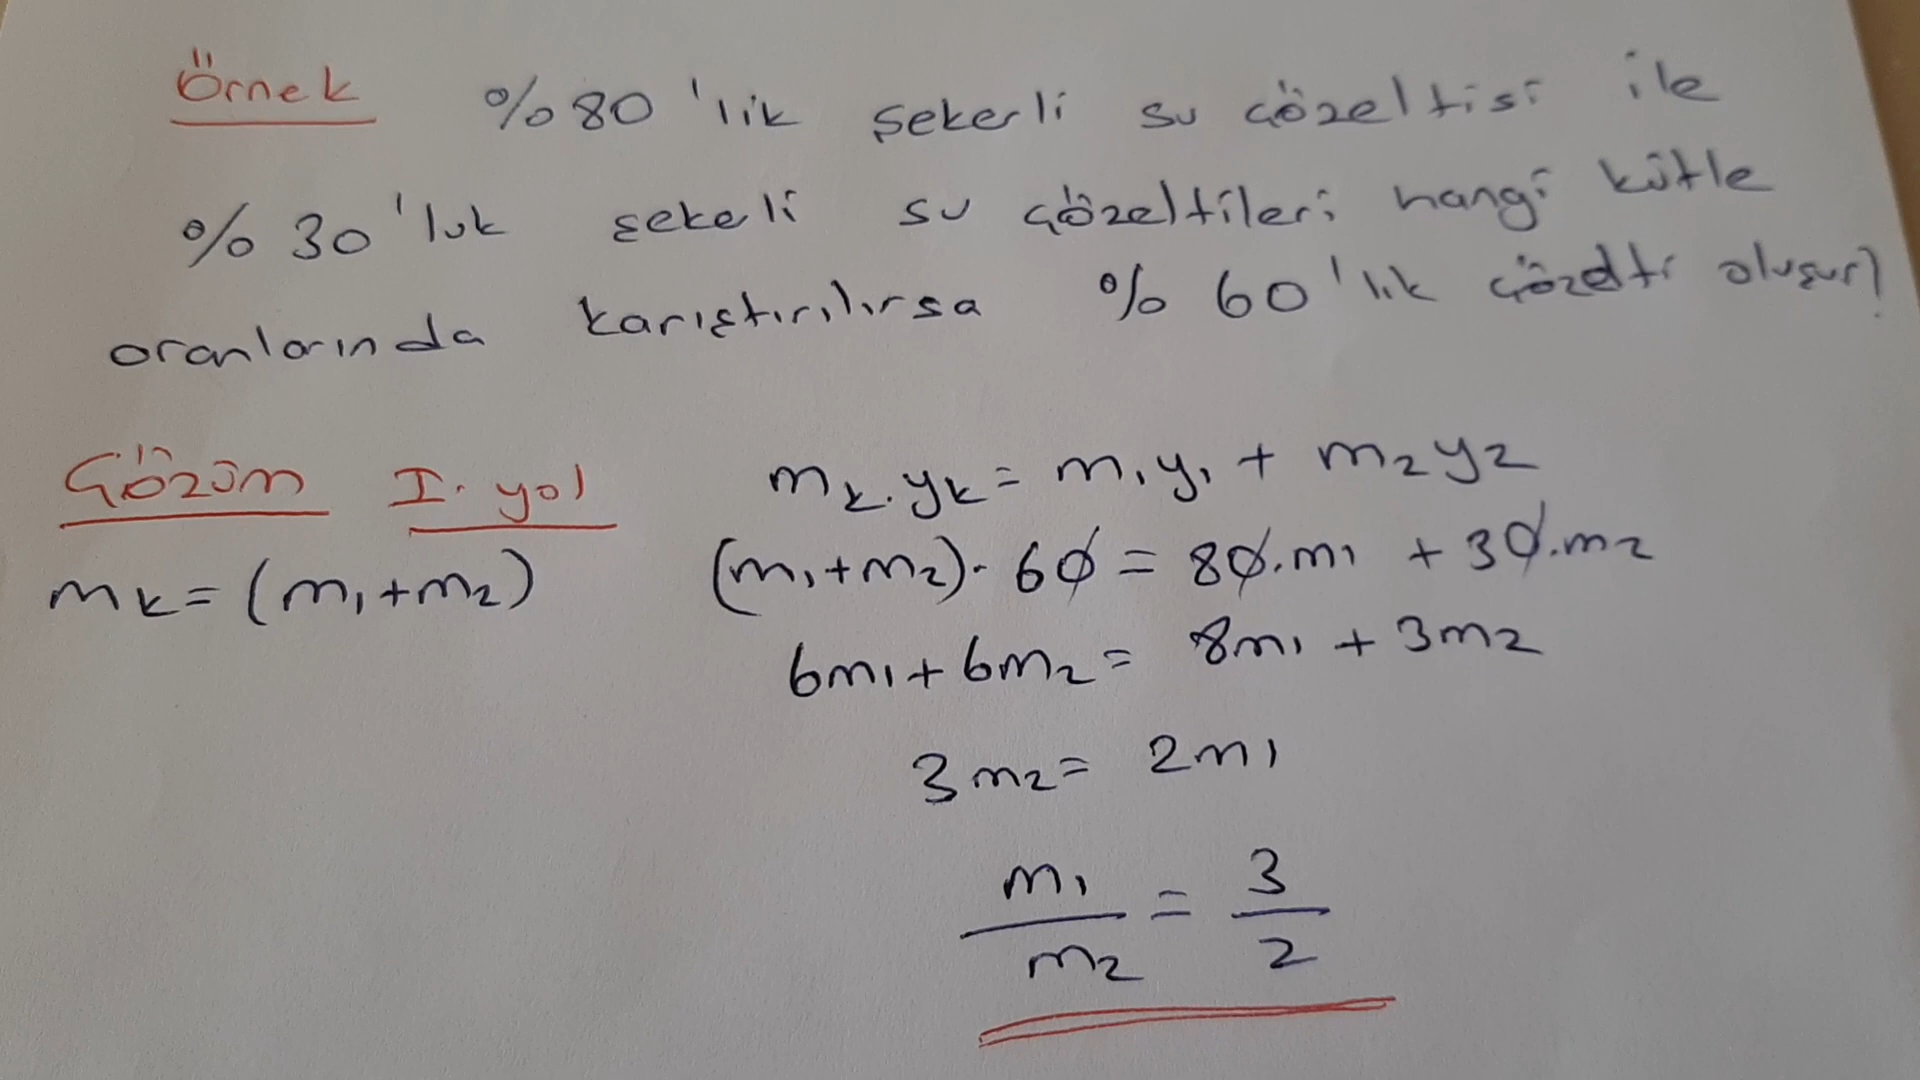 Örnek %80 'lik şekerli su çözeltisi ile
%30 'luk şekerli su çözeltileri hangi kütle
oranlarında karıştırılırsa %60 'lık çözelti oluşur?
Çözüm I. yol
mk = (m1+m2)
mk.yk = m1y1 + m2y2
(m1+m2). 60 = 80.m1 + 30.m2
6m1 + 6m2 = 8m1 + 3m2
3m2 = 2m1
m1/m2 = 3/2